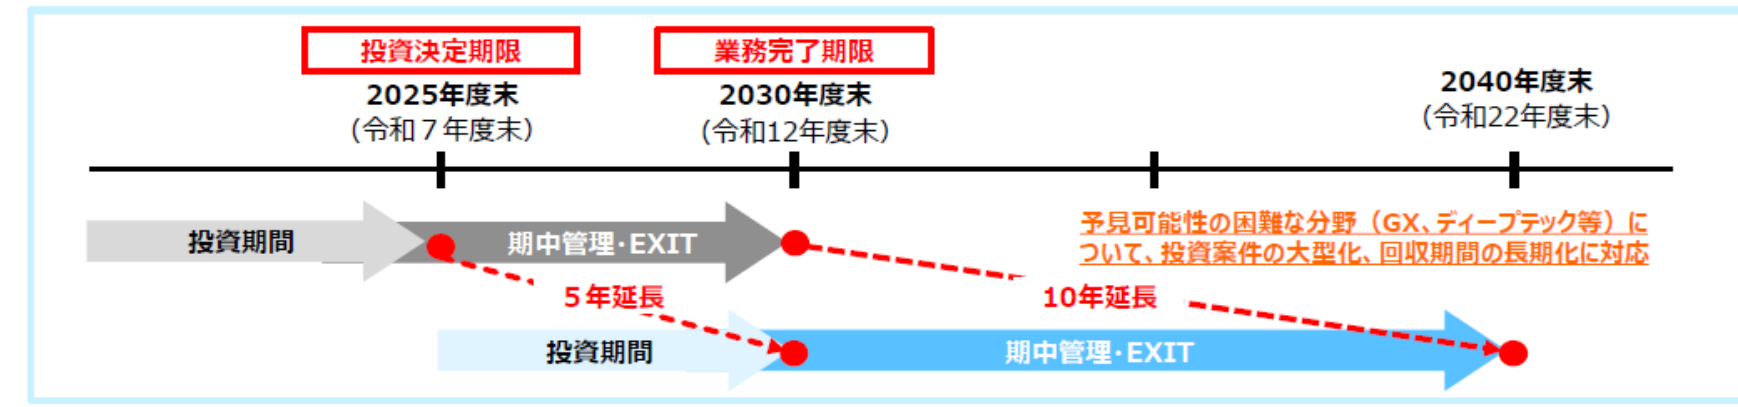 投資決定期限
業務完了期限
2025年度末
(令和７年度末)
2030年度末
(令和12年度末)
2040年度末
(令和22年度末)
投資期間
期中管理･EXIT
予見可能性の困難な分野（GX､ディープテック等）に
ついて､投資案件の大型化､回収期間の長期化に対応
５年延長
10年延長
投資期間
期中管理･EXIT